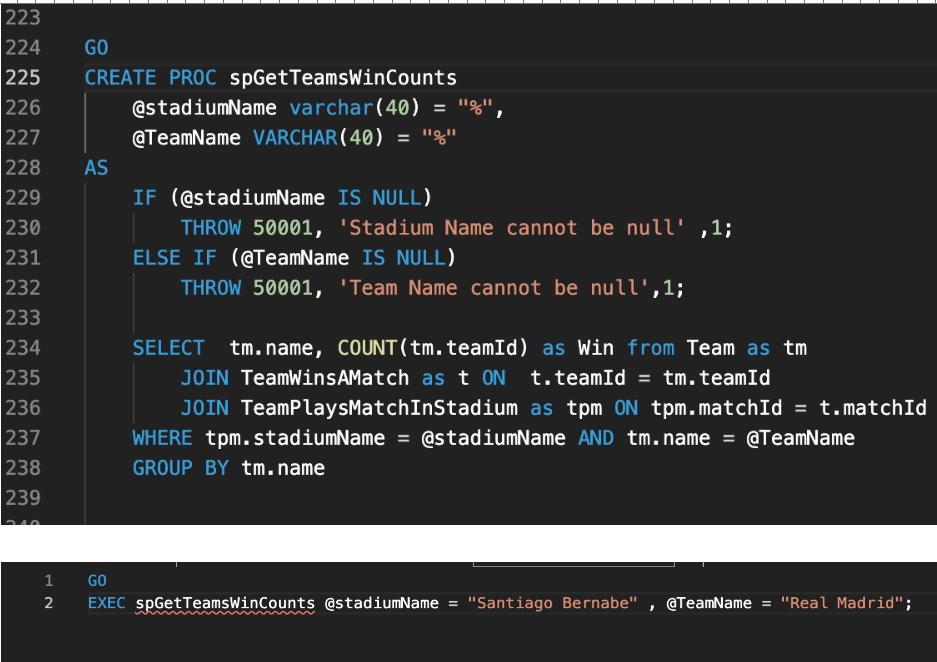 223
224 GO
225 CREATE PROC spGetTeamsWinCounts
226 @stadiumName varchar(40) = "%",
227 @TeamName VARCHAR(40) = "%"
228 AS
229 IF (@stadiumName IS NULL)
230 THROW 50001, 'Stadium Name cannot be null' ,1;
231 ELSE IF (@TeamName IS NULL)
232 THROW 50001, 'Team Name cannot be null',1;
233
234 SELECT  tm.name, COUNT(tm.teamId) as Win from Team as tm
235 JOIN TeamWinsAMatch as t ON  t.teamId = tm.teamId
236 JOIN TeamPlaysMatchInStadium as tpm ON tpm.matchId = t.matchId
237 WHERE tpm.stadiumName = @stadiumName AND tm.name = @TeamName
238 GROUP BY tm.name
239
1 GO
2 EXEC spGetTeamsWinCounts @stadiumName = "Santiago Bernabe" , @TeamName = "Real Madrid";